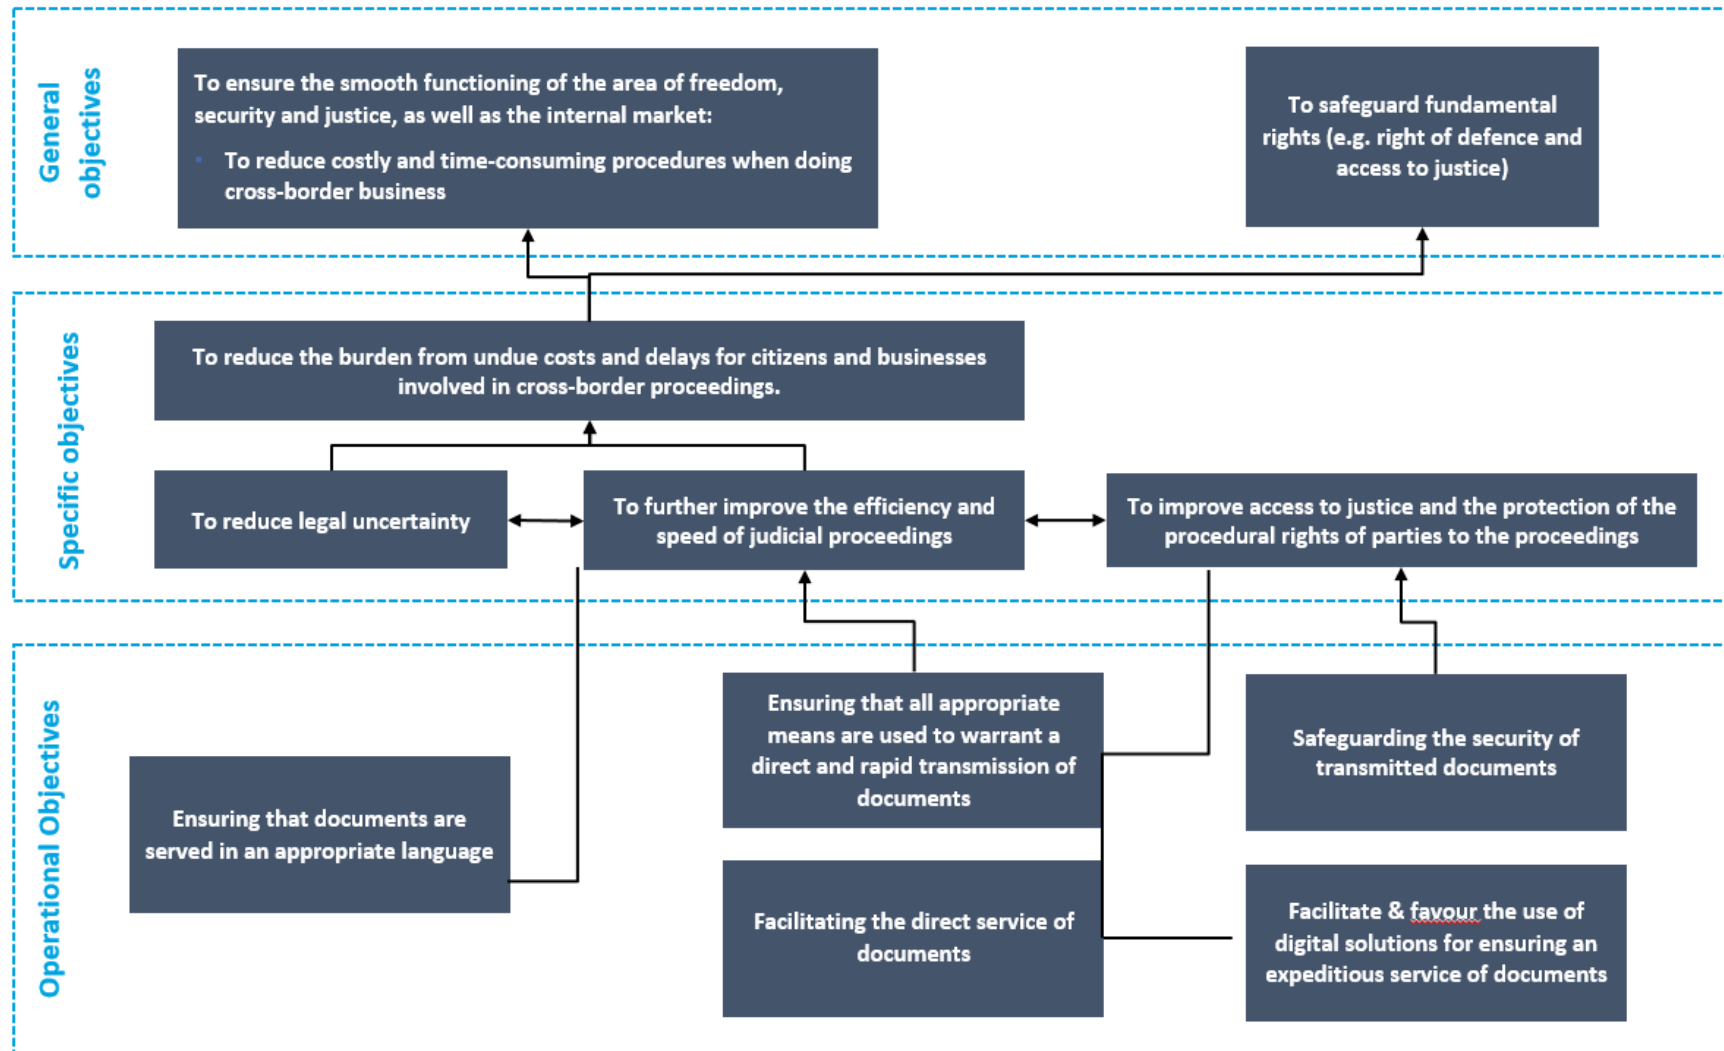 General
objectives
To ensure the smooth functioning of the area of freedom,
security and justice, as well as the internal market:
• To reduce costly and time-consuming procedures when doing
cross-border business
To safeguard fundamental
rights (e.g. right of defence and
access to justice)
Specific objectives
To reduce the burden from undue costs and delays for citizens and businesses
involved in cross-border proceedings.
To reduce legal uncertainty
To further improve the efficiency and
speed of judicial proceedings
To improve access to justice and the protection of the
procedural rights of parties to the proceedings
Operational Objectives
Ensuring that documents are
served in an appropriate language
Ensuring that all appropriate
means are used to warrant a
direct and rapid transmission of
documents
Safeguarding the security of
transmitted documents
Facilitating the direct service of
documents
Facilitate & favour the use of
digital solutions for ensuring an
expeditious service of documents